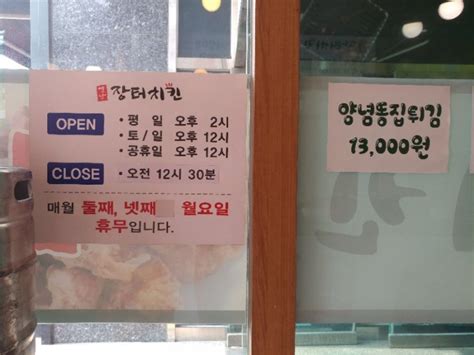 장터치킨
OPEN
• 평 일 오후 2시
• 토 / 일 오후 12시
• 공휴일 오후 12시
CLOSE
• 오전 12시 30분
매월 둘째, 넷째 월요일
휴무입니다.
양념똥집튀김
13,000원